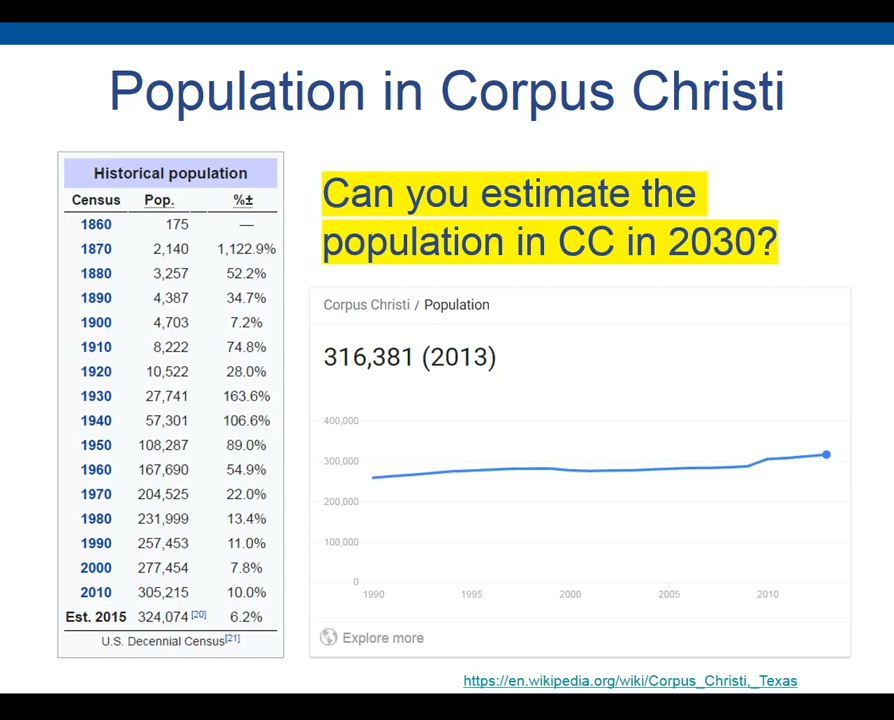 Population in Corpus Christi
Historical population
Census Pop. %±
1860 175 —
1870 2,140 1,122.9%
1880 3,257 52.2%
1890 4,387 34.7%
1900 4,703 7.2%
1910 8,222 74.8%
1920 10,522 28.0%
1930 27,741 163.6%
1940 57,301 106.6%
1950 108,287 89.0%
1960 167,690 54.9%
1970 204,525 22.0%
1980 231,999 13.4%
1990 257,453 11.0%
2000 277,454 7.8%
2010 305,215 10.0%
Est. 2015 324,074 [20] 6.2%
U.S. Decennial Census[21]
Can you estimate the
population in CC in 2030?
Corpus Christi / Population
316,381 (2013)
400,000
300,000
200,000
100,000
0
1990 1995 2000 2005 2010
Explore more
https://en.wikipedia.org/wiki/Corpus_Christi,_Texas